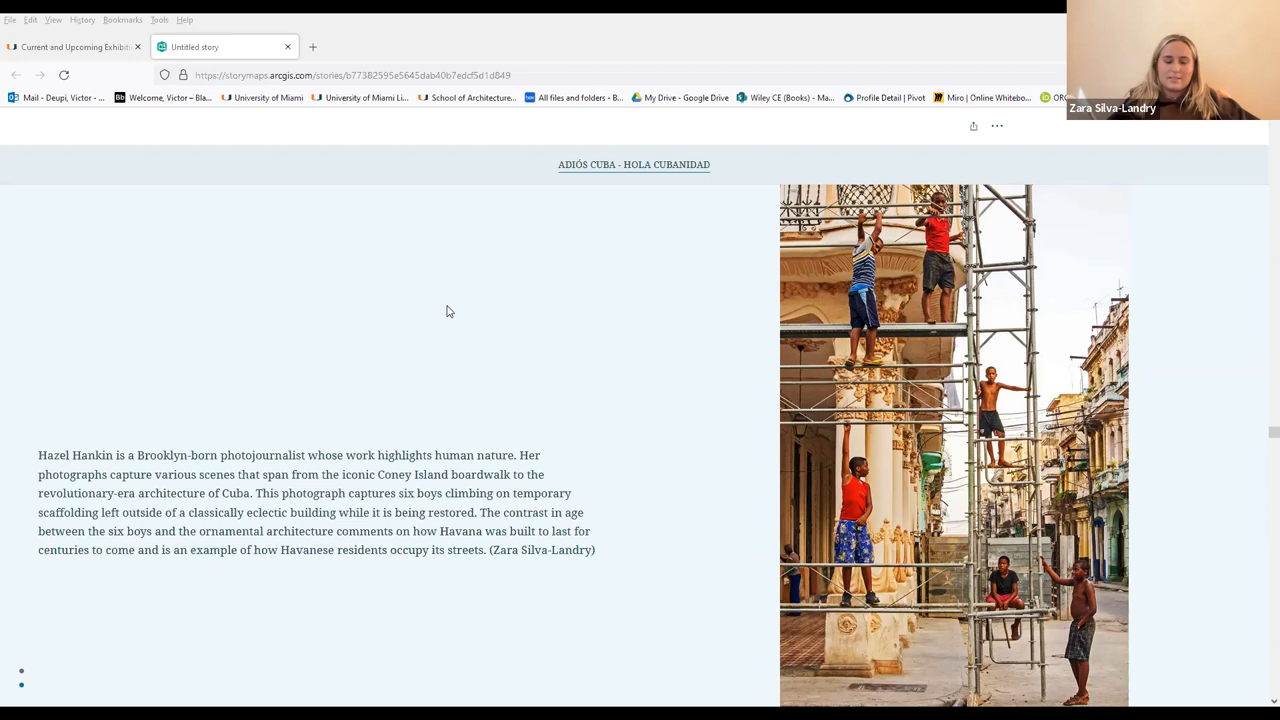 File Edit View History Bookmarks Tools Help
Current and Upcoming Exhibiti
Untitled story
https://storymaps.arcgis.com/stories/b77382595e5645dab40b7edcf5d1d849
Mail - Deupi, Victor - ...
Bb Welcome, Victor – Bla...
University of Miami
University of Miami Li...
School of Architecture...
All files and folders - B...
My Drive - Google Drive
Wiley CE (Books) - Ma...
Profile Detail | Pivot
Miro | Online Whitebo...
Zara Silva-Landry
ADIÓS CUBA - HOLA CUBANIDAD
Hazel Hankin is a Brooklyn-born photojournalist whose work highlights human nature. Her
photographs capture various scenes that span from the iconic Coney Island boardwalk to the
revolutionary-era architecture of Cuba. This photograph captures six boys climbing on temporary
scaffolding left outside of a classically eclectic building while it is being restored. The contrast in age
between the six boys and the ornamental architecture comments on how Havana was built to last for
centuries to come and is an example of how Havanese residents occupy its streets. (Zara Silva-Landry)